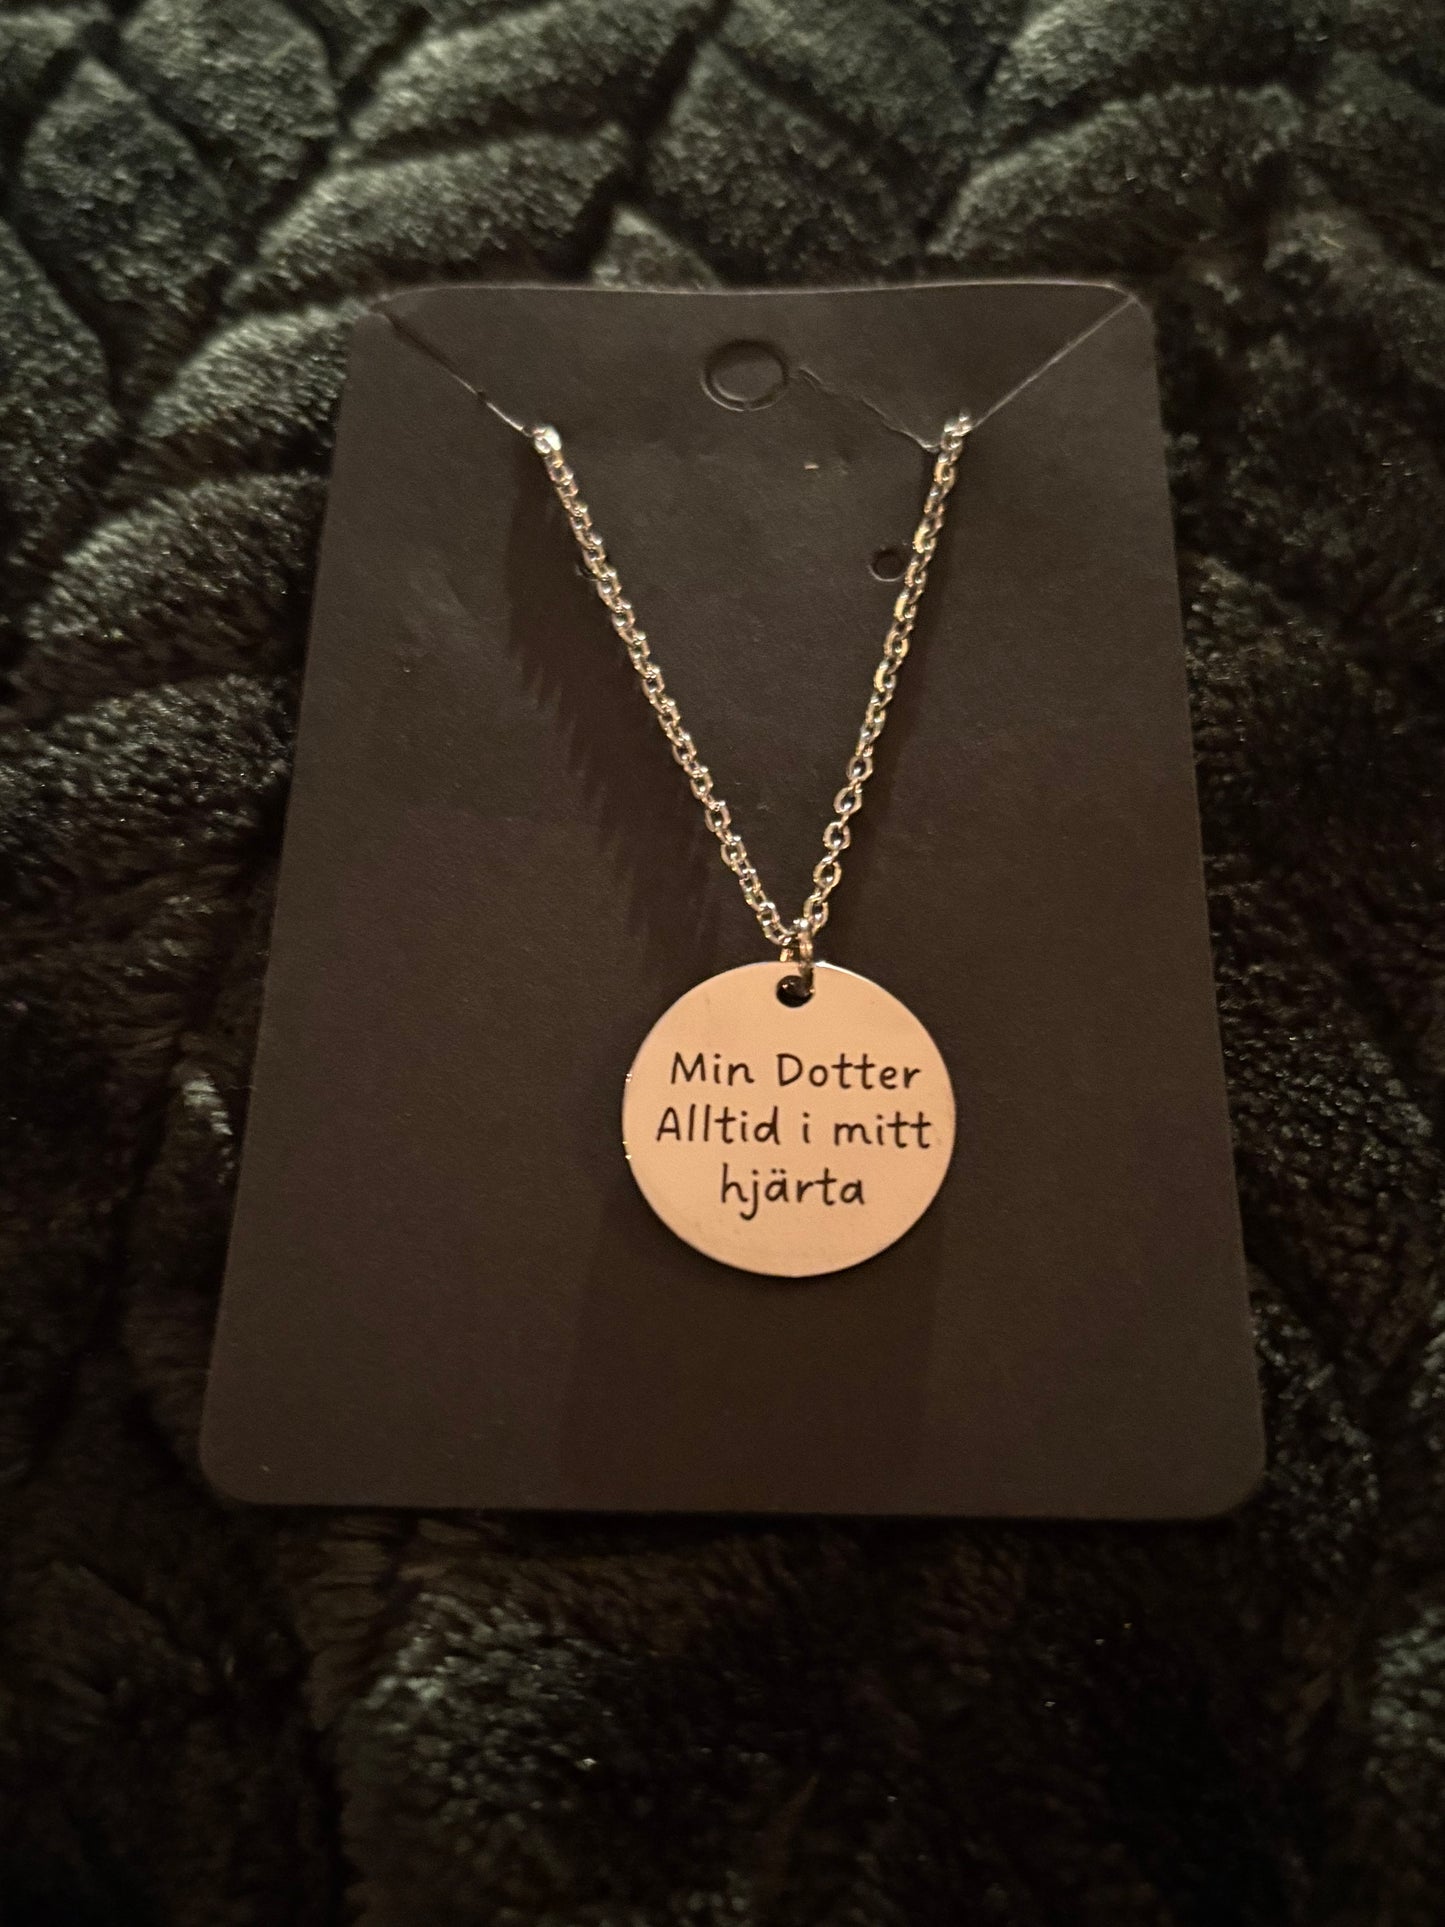 Min Dotter
Alltid i mitt
hjärta